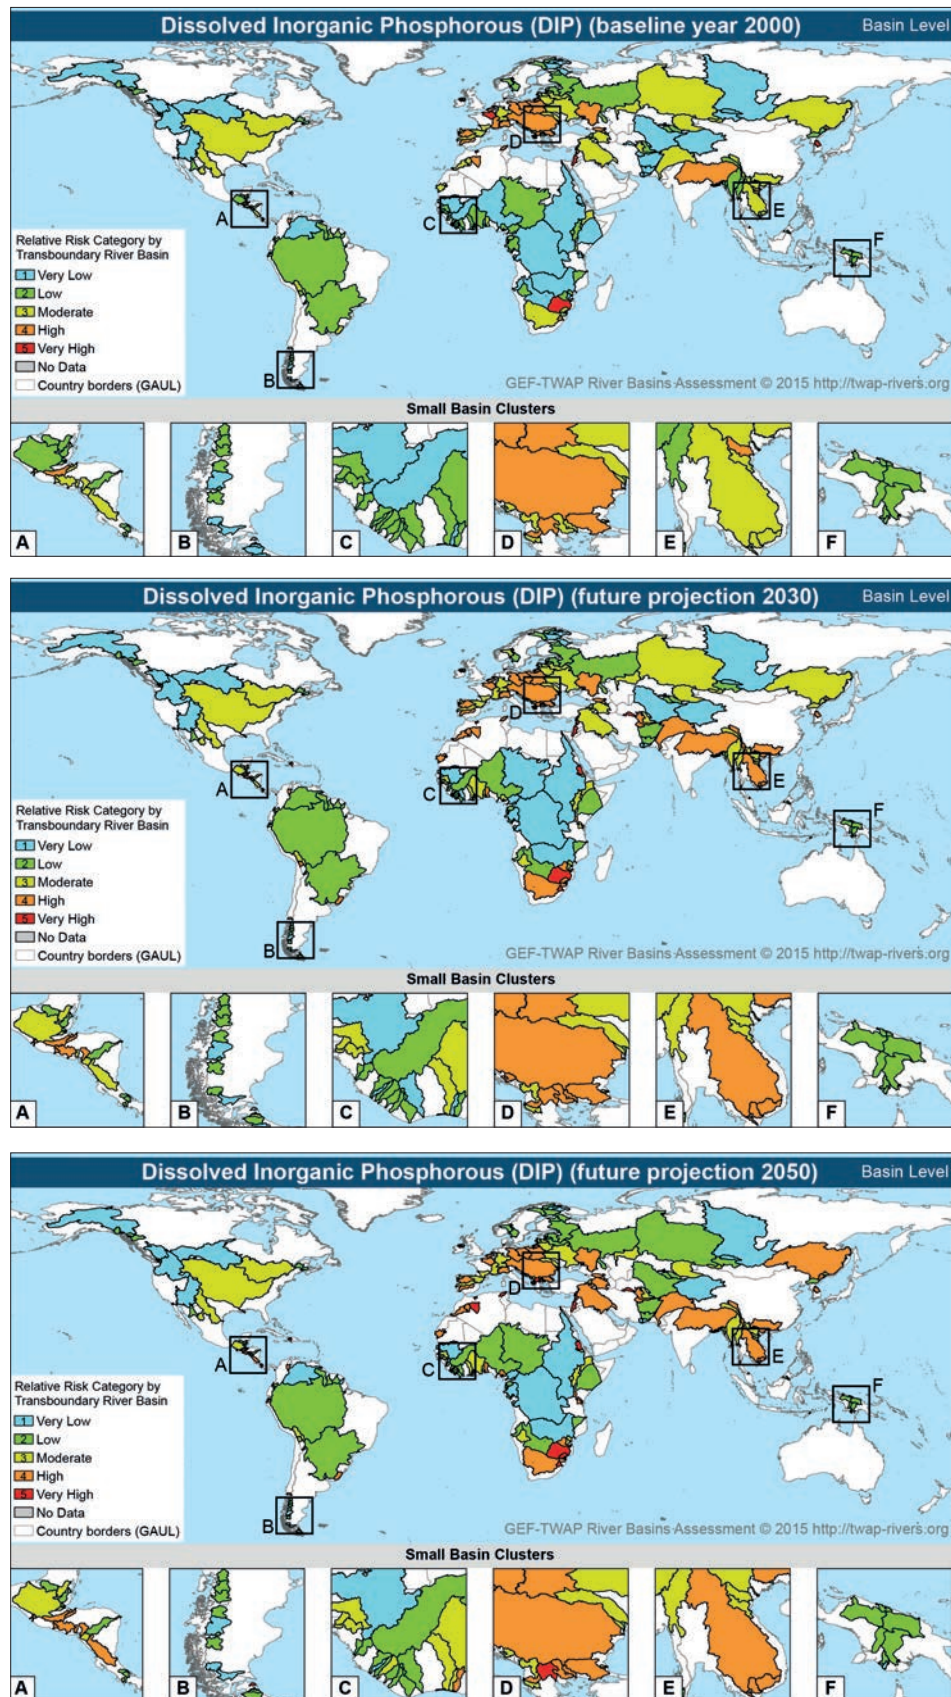 Dissolved Inorganic Phosphorous (DIP) (baseline year 2000) Basin Level
D
A
C
E
F
B
Relative Risk Category by
Transboundary River Basin
1 Very Low
2 Low
3 Moderate
4 High
5 Very High
No Data
Country borders (GAUL)
GEF-TWAP River Basins Assessment © 2015 http://twap-rivers.org
Small Basin Clusters
A B C D E F
Dissolved Inorganic Phosphorous (DIP) (future projection 2030) Basin Level
D
A
C
E
F
B
Relative Risk Category by
Transboundary River Basin
1 Very Low
2 Low
3 Moderate
4 High
5 Very High
No Data
Country borders (GAUL)
GEF-TWAP River Basins Assessment © 2015 http://twap-rivers.org
Small Basin Clusters
A B C D E F
Dissolved Inorganic Phosphorous (DIP) (future projection 2050) Basin Level
D
A
C
E
F
B
Relative Risk Category by
Transboundary River Basin
1 Very Low
2 Low
3 Moderate
4 High
5 Very High
No Data
Country borders (GAUL)
GEF-TWAP River Basins Assessment © 2015 http://twap-rivers.org
Small Basin Clusters
A B C D E F